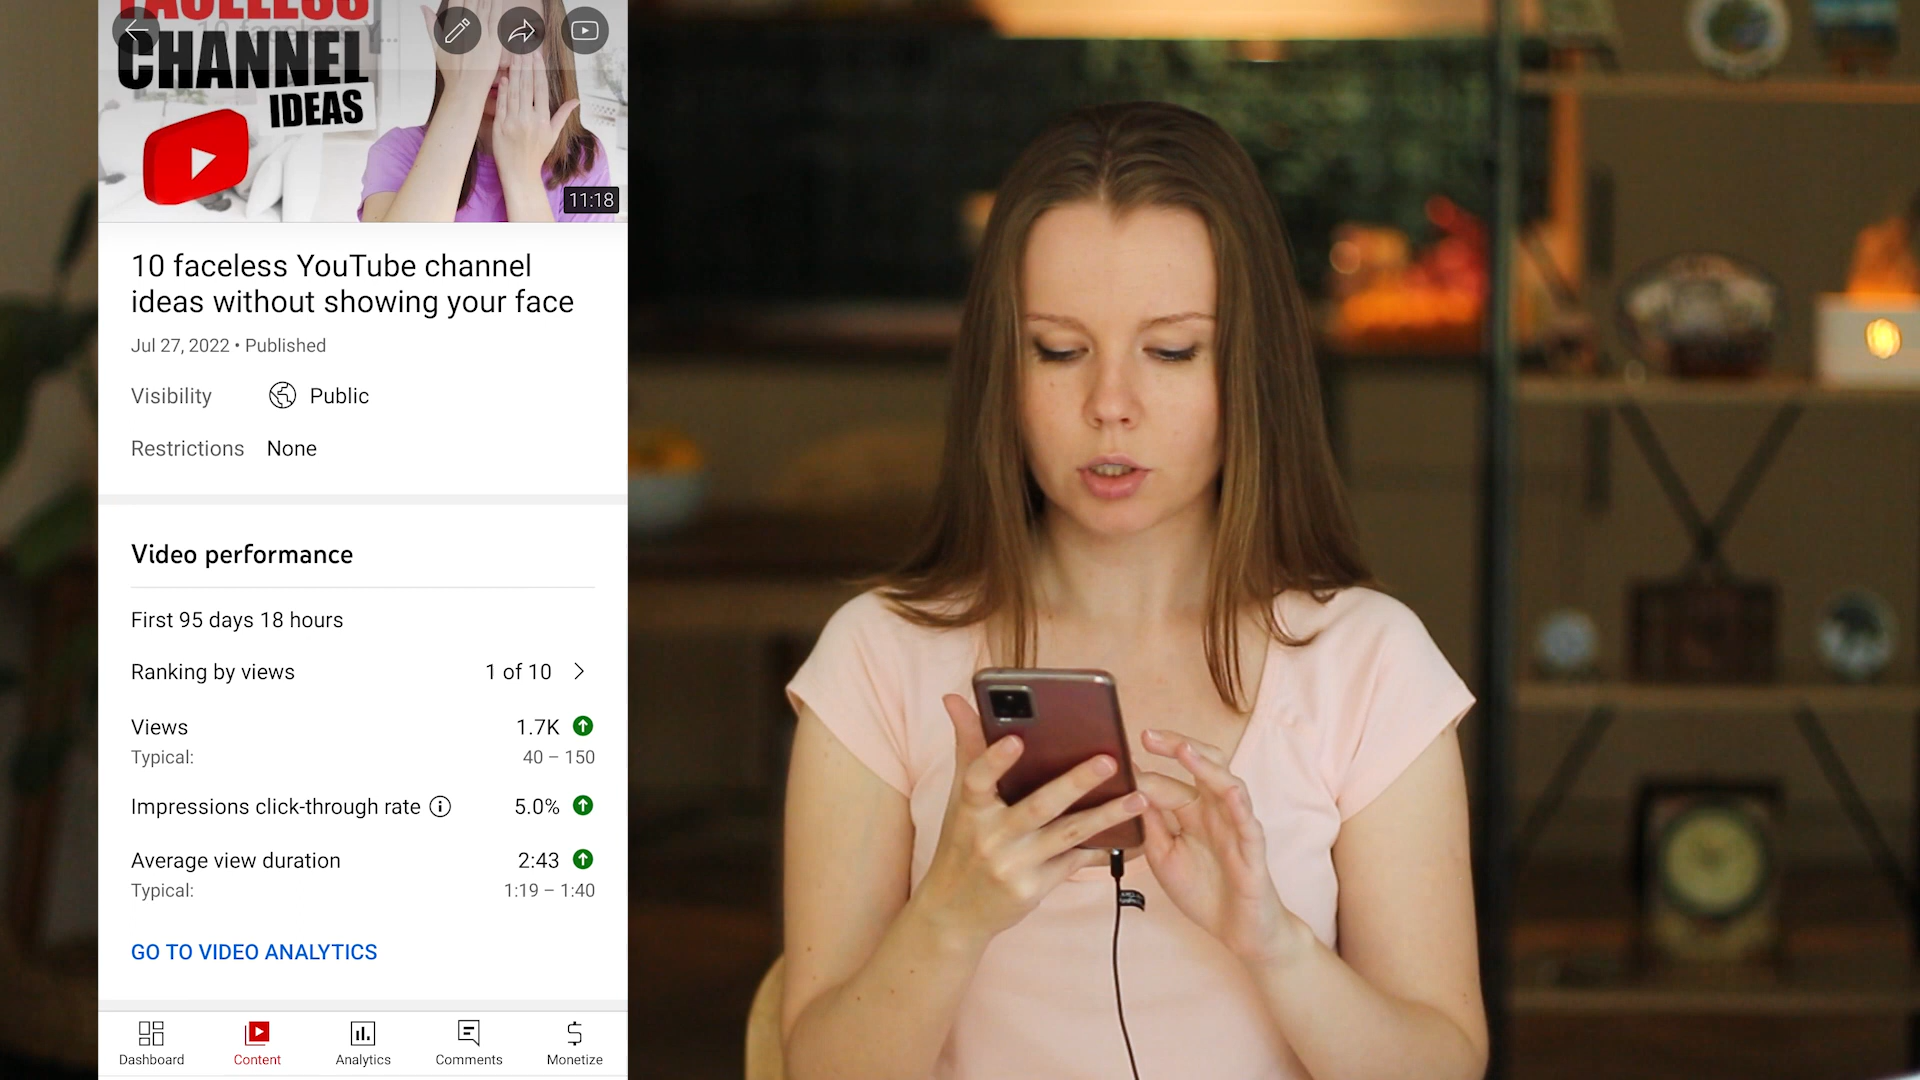 FACELESS
CHANNEL
IDEAS
11:18
10 faceless YouTube channel
ideas without showing your face
Jul 27, 2022 • Published
Visibility Public
Restrictions None
Video performance
First 95 days 18 hours
Ranking by views 1 of 10
Views 1.7K
Typical: 40 – 150
Impressions click-through rate 5.0%
Average view duration 2:43
Typical: 1:19 – 1:40
GO TO VIDEO ANALYTICS
Dashboard Content Analytics Comments Monetize